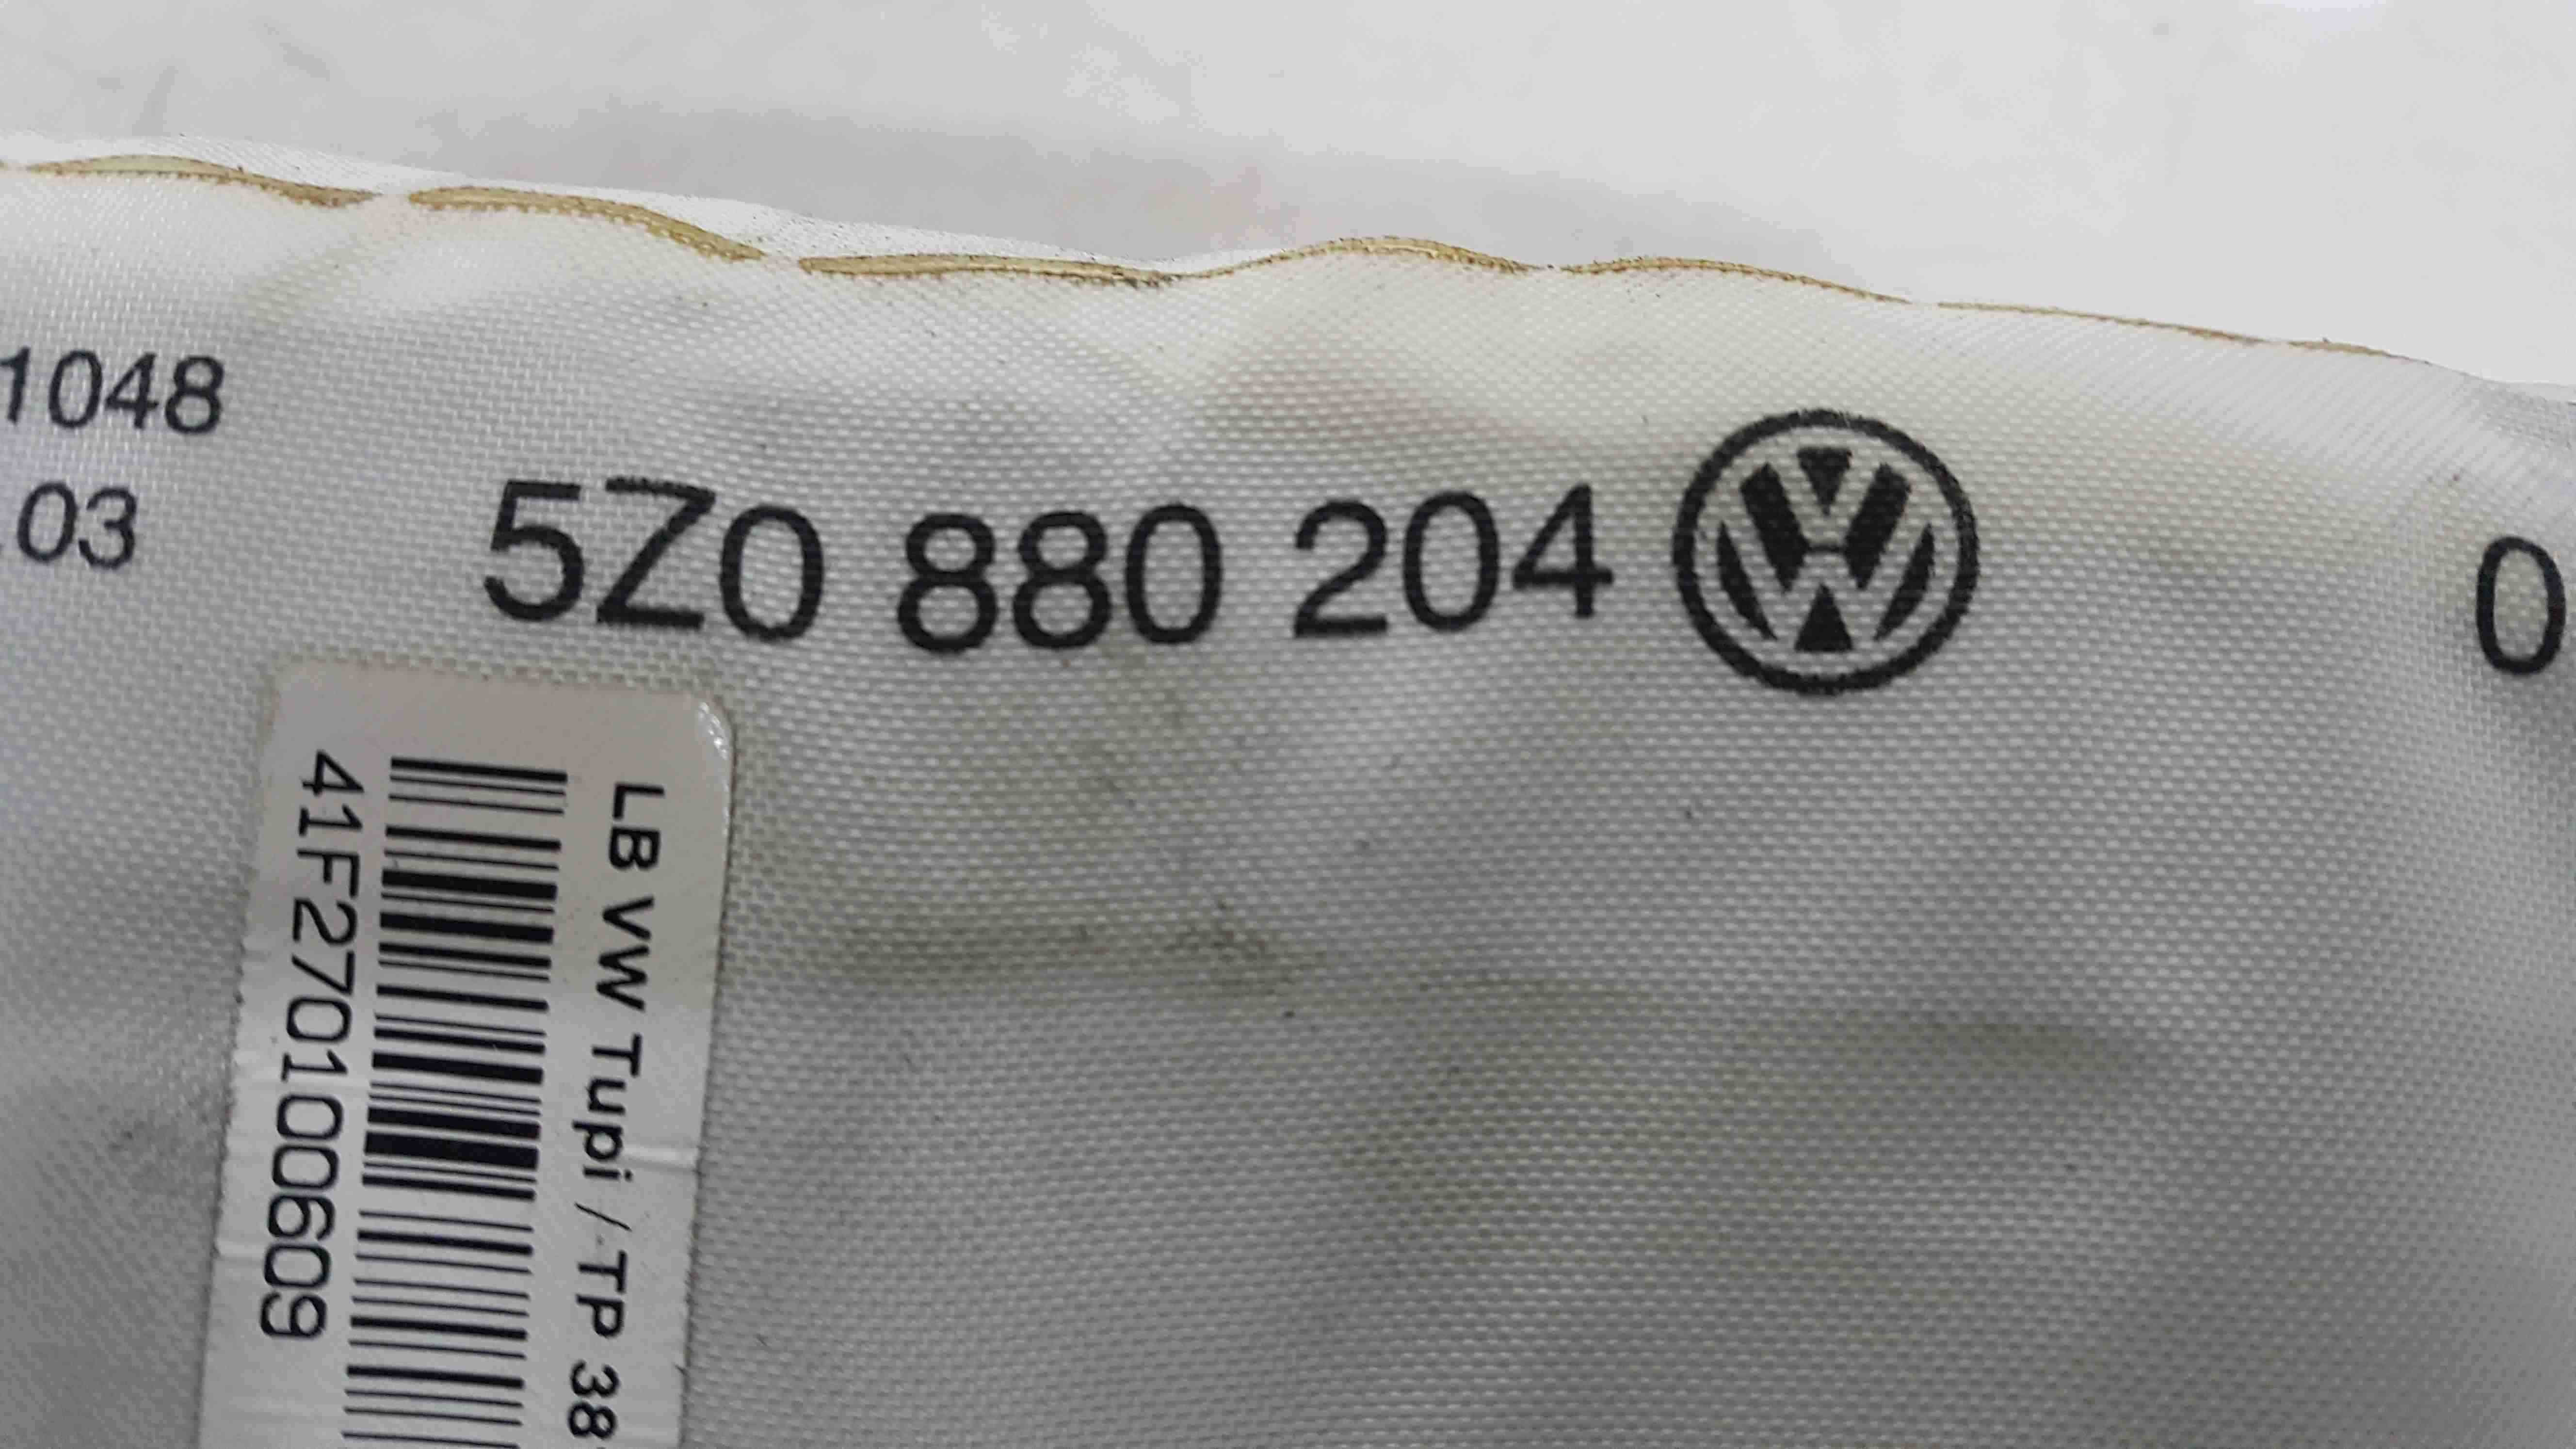 1048
03
5Z0 880 204
0
LB VW Tupi / TP 38
41F270100609